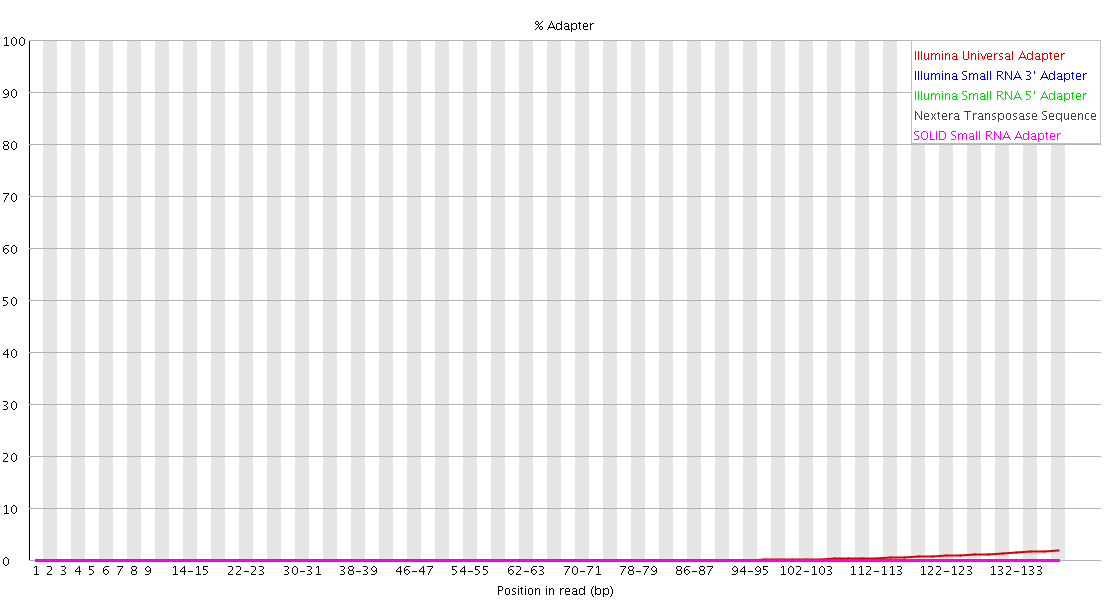 % Adapter
100
90
80
70
60
50
40
30
20
10
0
Illumina Universal Adapter
Illumina Small RNA 3' Adapter
Illumina Small RNA 5' Adapter
Nextera Transposase Sequence
SOLID Small RNA Adapter
1 2 3 4 5 6 7 8 9 14-15 22-23 30-31 38-39 46-47 54-55 62-63 70-71 78-79 86-87 94-95 102-103 112-113 122-123 132-133
Position in read (bp)